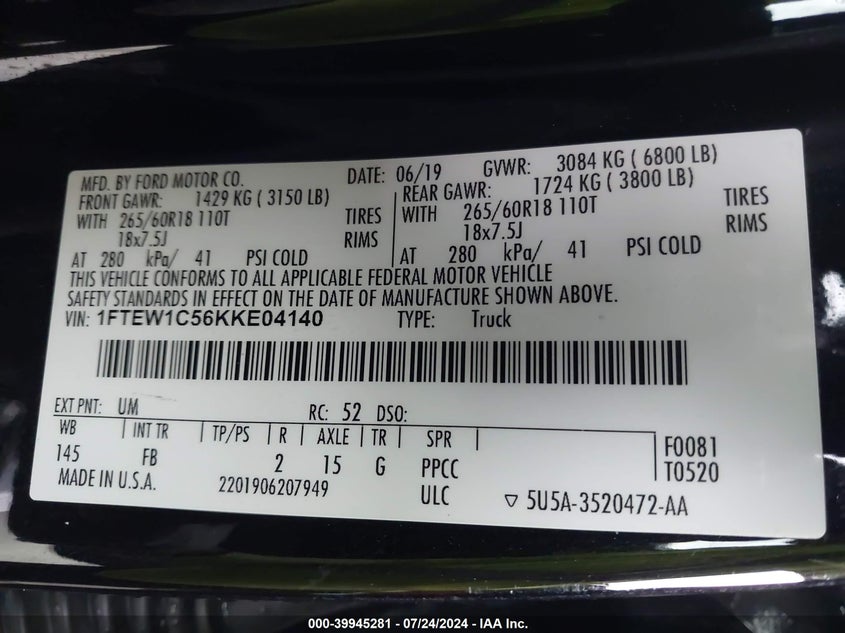 MFD. BY FORD MOTOR CO. DATE: 06/19 GVWR: 3084 KG ( 6800 LB)
FRONT GAWR: 1429 KG ( 3150 LB) REAR GAWR: 1724 KG ( 3800 LB)
WITH 265/60R18 110T TIRES WITH 265/60R18 110T TIRES
18x7.5J RIMS 18x7.5J RIMS
AT 280 kPa/ 41 PSI COLD AT 280 kPa/ 41 PSI COLD
THIS VEHICLE CONFORMS TO ALL APPLICABLE FEDERAL MOTOR VEHICLE
SAFETY STANDARDS IN EFFECT ON THE DATE OF MANUFACTURE SHOWN ABOVE.
VIN: 1FTEW1C56KKE04140 TYPE: Truck
EXT PNT: UM RC: 52 DSO:
WB INT TR TP/PS R AXLE TR SPR F0081
145 FB 2 15 G PPCC T0520
MADE IN U.S.A. 2201906207949 ULC ▽ 5U5A-3520472-AA
000-39945281 - 07/24/2024 - IAA Inc.